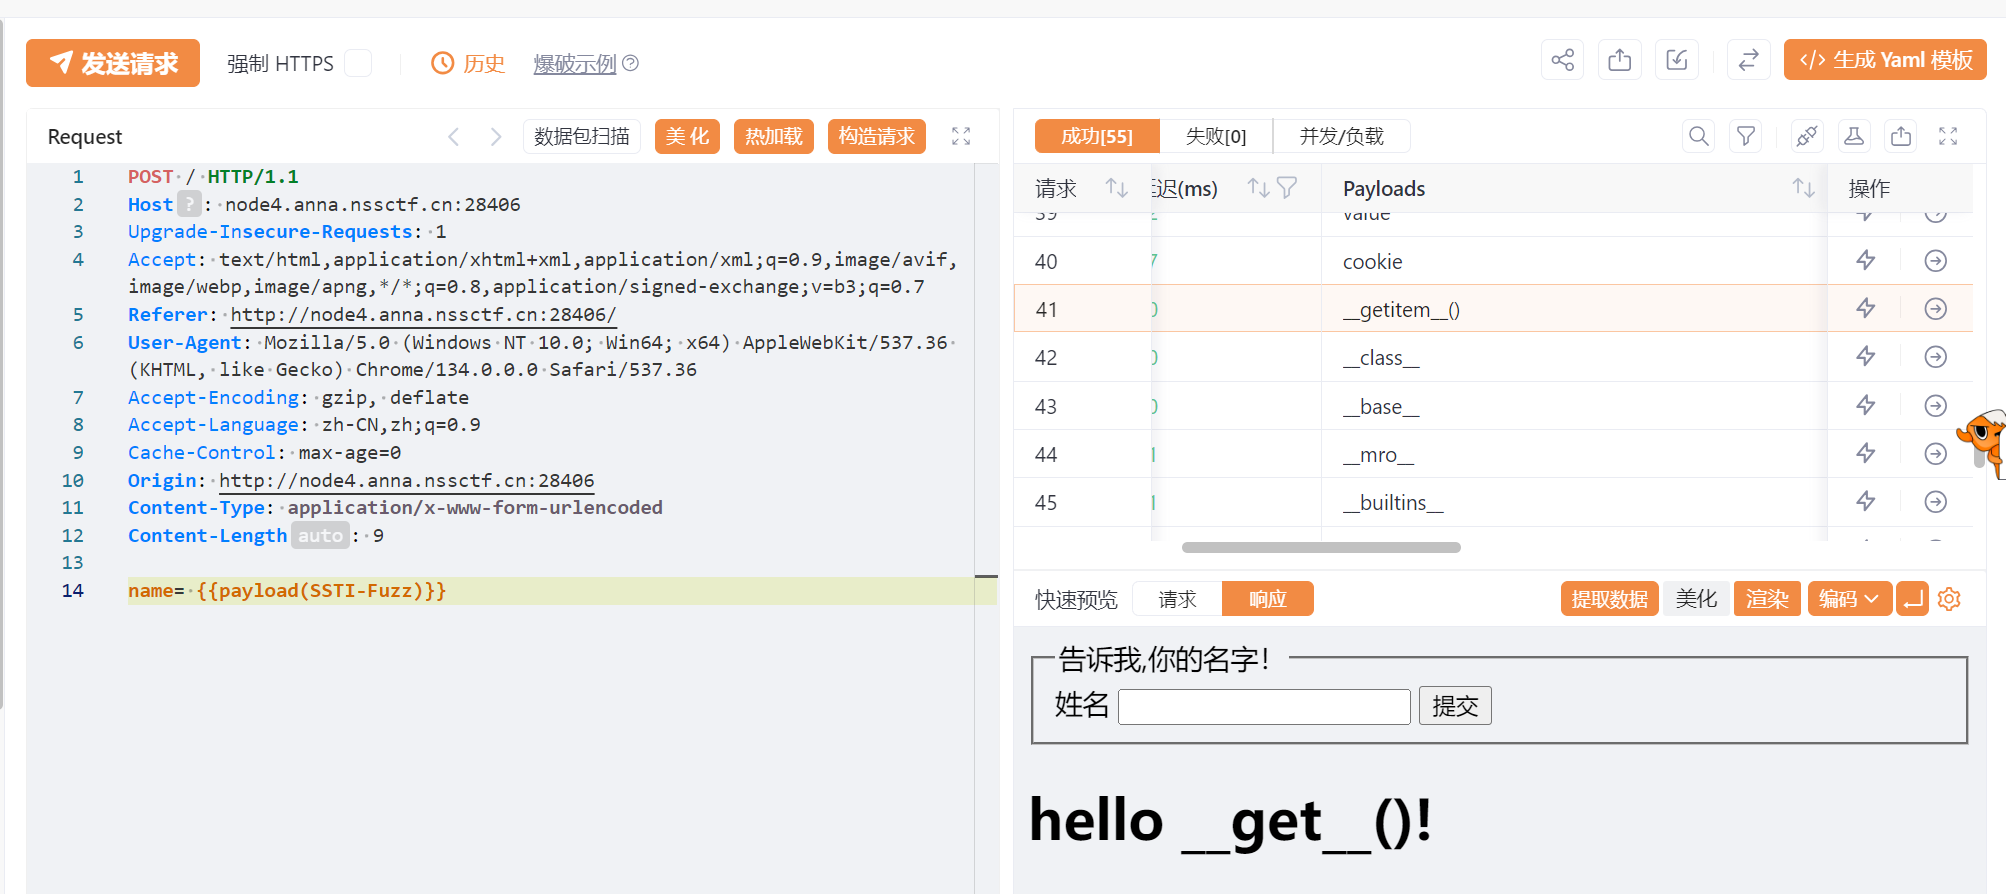 发送请求 强制 HTTPS 历史 爆破示例 ? 生成 Yaml 模板
Request 数据包扫描 美 化 热加载 构造请求
成功[55] 失败[0] 并发/负载
1 POST / HTTP/1.1
2 Host ? : node4.anna.nssctf.cn:28406
3 Upgrade-Insecure-Requests: 1
4 Accept: text/html,application/xhtml+xml,application/xml;q=0.9,image/avif,
image/webp,image/apng,*/*;q=0.8,application/signed-exchange;v=b3;q=0.7
5 Referer: http://node4.anna.nssctf.cn:28406/
6 User-Agent: Mozilla/5.0 (Windows NT 10.0; Win64; x64) AppleWebKit/537.36
(KHTML, like Gecko) Chrome/134.0.0.0 Safari/537.36
7 Accept-Encoding: gzip, deflate
8 Accept-Language: zh-CN,zh;q=0.9
9 Cache-Control: max-age=0
10 Origin: http://node4.anna.nssctf.cn:28406
11 Content-Type: application/x-www-form-urlencoded
12 Content-Length auto : 9
13
14 name= {{payload(SSTI-Fuzz)}}
请求 迟(ms) Payloads 操作
39 value
40 7 cookie
41 0 __getitem__()
42 0 __class__
43 0 __base__
44 1 __mro__
45 1 __builtins__
快速预览 请求 响应 提取数据 美化 渲染 编码
告诉我,你的名字!
姓名 提交
hello __get__()!